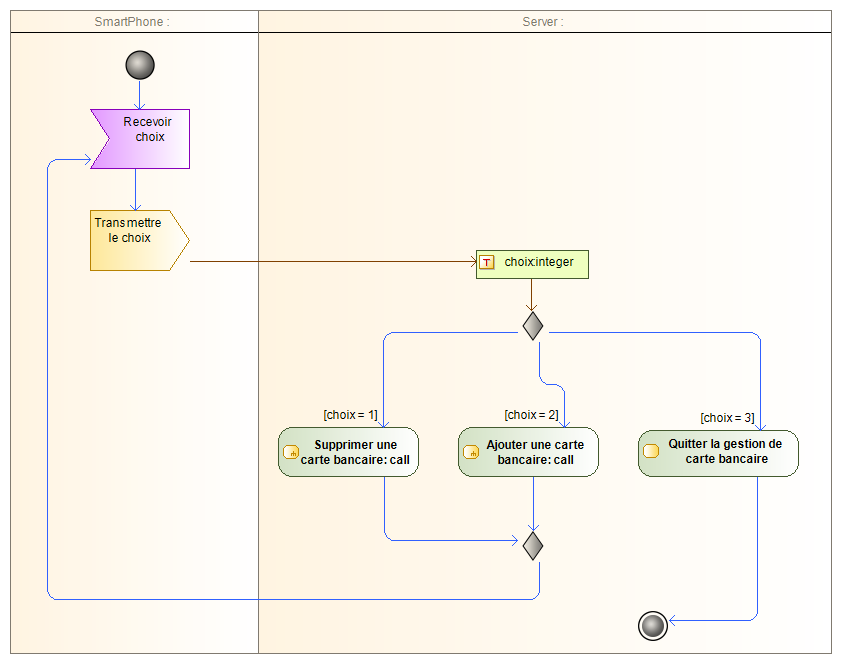 SmartPhone :
Server :
Recevoir
choix
Transmettre
le choix
T
choix:integer
[choix = 1]
[choix = 2]
[choix = 3]
Supprimer une
carte bancaire: call
Ajouter une carte
bancaire: call
Quitter la gestion de
carte bancaire